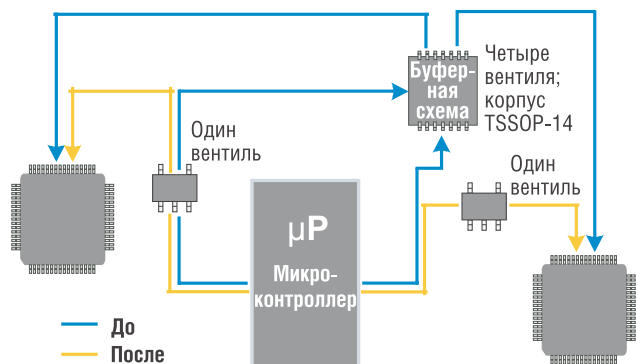 Буфер-
ная
схема
Четыре
вентиля;
корпус
TSSOP-14
Один
вентиль
Один
вентиль
μP
Микро-
контроллер
До
После